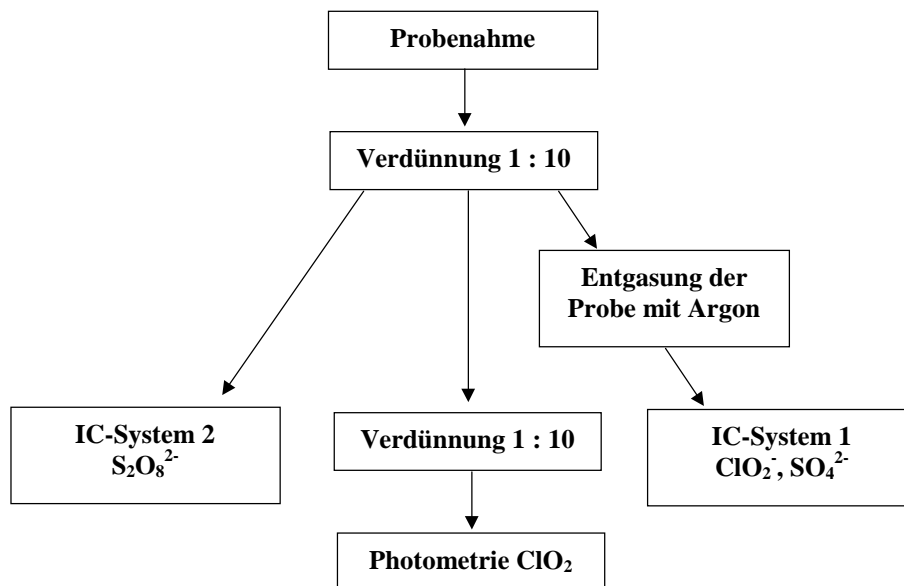 Probenahme
Verdünnung 1 : 10
Entgasung der
Probe mit Argon
IC-System 2
S₂O₈²⁻
Verdünnung 1 : 10
IC-System 1
ClO₂⁻, SO₄²⁻
Photometrie ClO₂